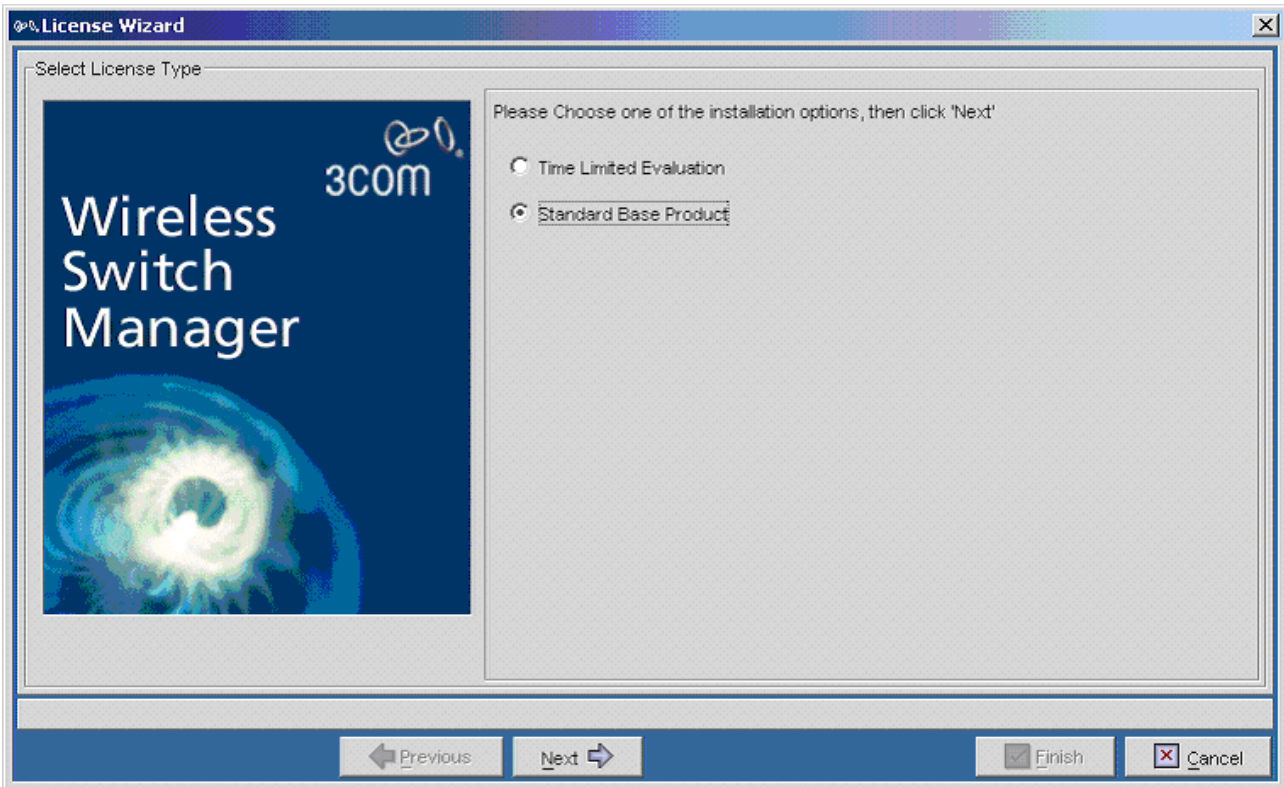 License Wizard
Select License Type
3COM
Wireless
Switch
Manager
Please Choose one of the installation options, then click 'Next'
Time Limited Evaluation
Standard Base Product
Previous
Next
Finish
Cancel